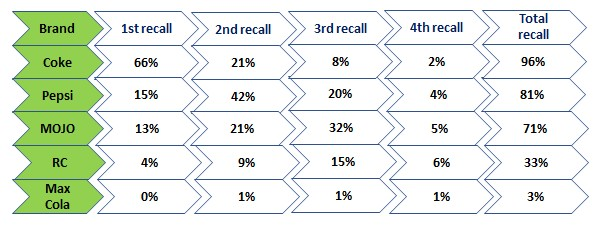 Brand 1st recall 2nd recall 3rd recall 4th recall Total recall
Coke 66% 21% 8% 2% 96%
Pepsi 15% 42% 20% 4% 81%
MOJO 13% 21% 32% 5% 71%
RC 4% 9% 15% 6% 33%
Max Cola 0% 1% 1% 1% 3%